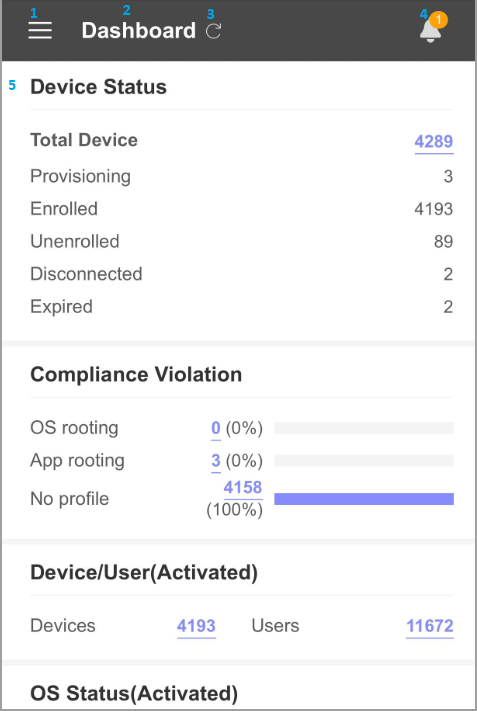 1 2 3 4 1
Dashboard
5 Device Status
Total Device 4289
Provisioning 3
Enrolled 4193
Unenrolled 89
Disconnected 2
Expired 2
Compliance Violation
OS rooting 0 (0%)
App rooting 3 (0%)
No profile 4158
(100%)
Device/User(Activated)
Devices 4193 Users 11672
OS Status(Activated)